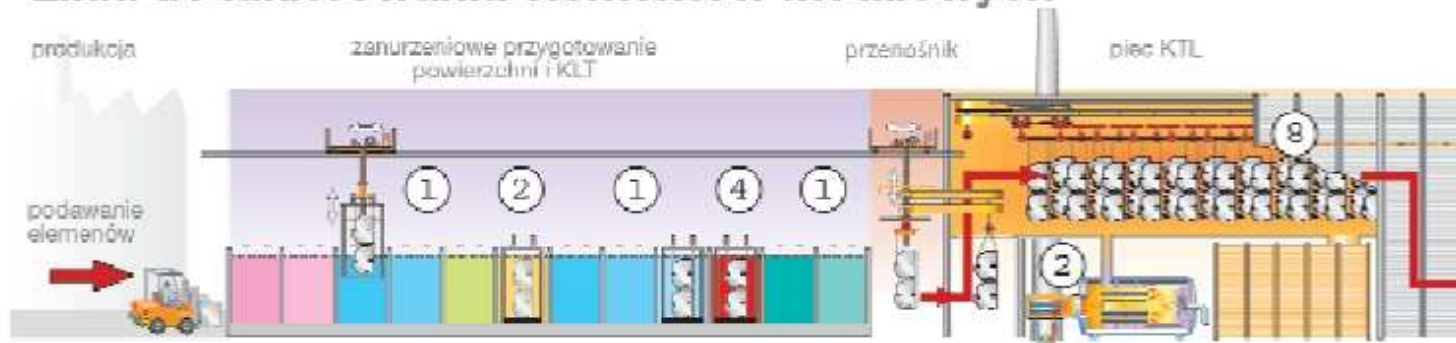 produkcja
zanurzeniowe przygotowanie
powierzchni i KLT
przenośnik
piec KTL
podawanie
elemenów
1
2
1
4
1
8
2